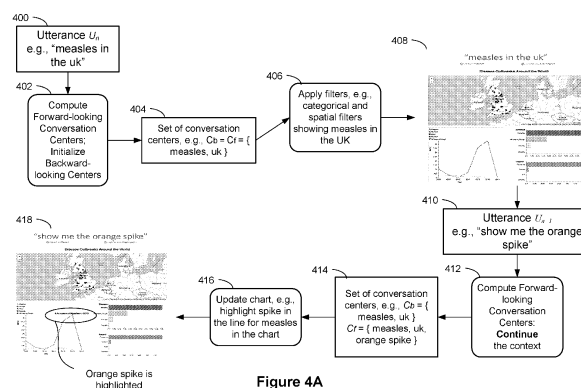 400
Utterance Un
e.g., "measles in
the uk"
402
Compute
Forward-looking
Conversation
Centers;
Initialize
Backward-
looking Centers
404
Set of conversation
centers, e.g., Cb = Cf = {
measles, uk }
406
Apply filters, e.g.,
categorical and
spatial filters
showing measles in
the UK
408
"measles in the uk"
Disease Outbreaks Around the World
410
Utterance Un-1
e.g., "show me the orange
spike"
412
Compute Forward-
looking
Conversation
Centers:
Continue
the context
414
Set of conversation
centers, e.g., Cb = {
measles, uk }
Cf = { measles, uk,
orange spike }
416
Update chart, e.g.,
highlight spike in
the line for measles
in the chart
418
"show me the orange spike"
Disease Outbreaks Around the World
Orange spike is
highlighted
Figure 4A